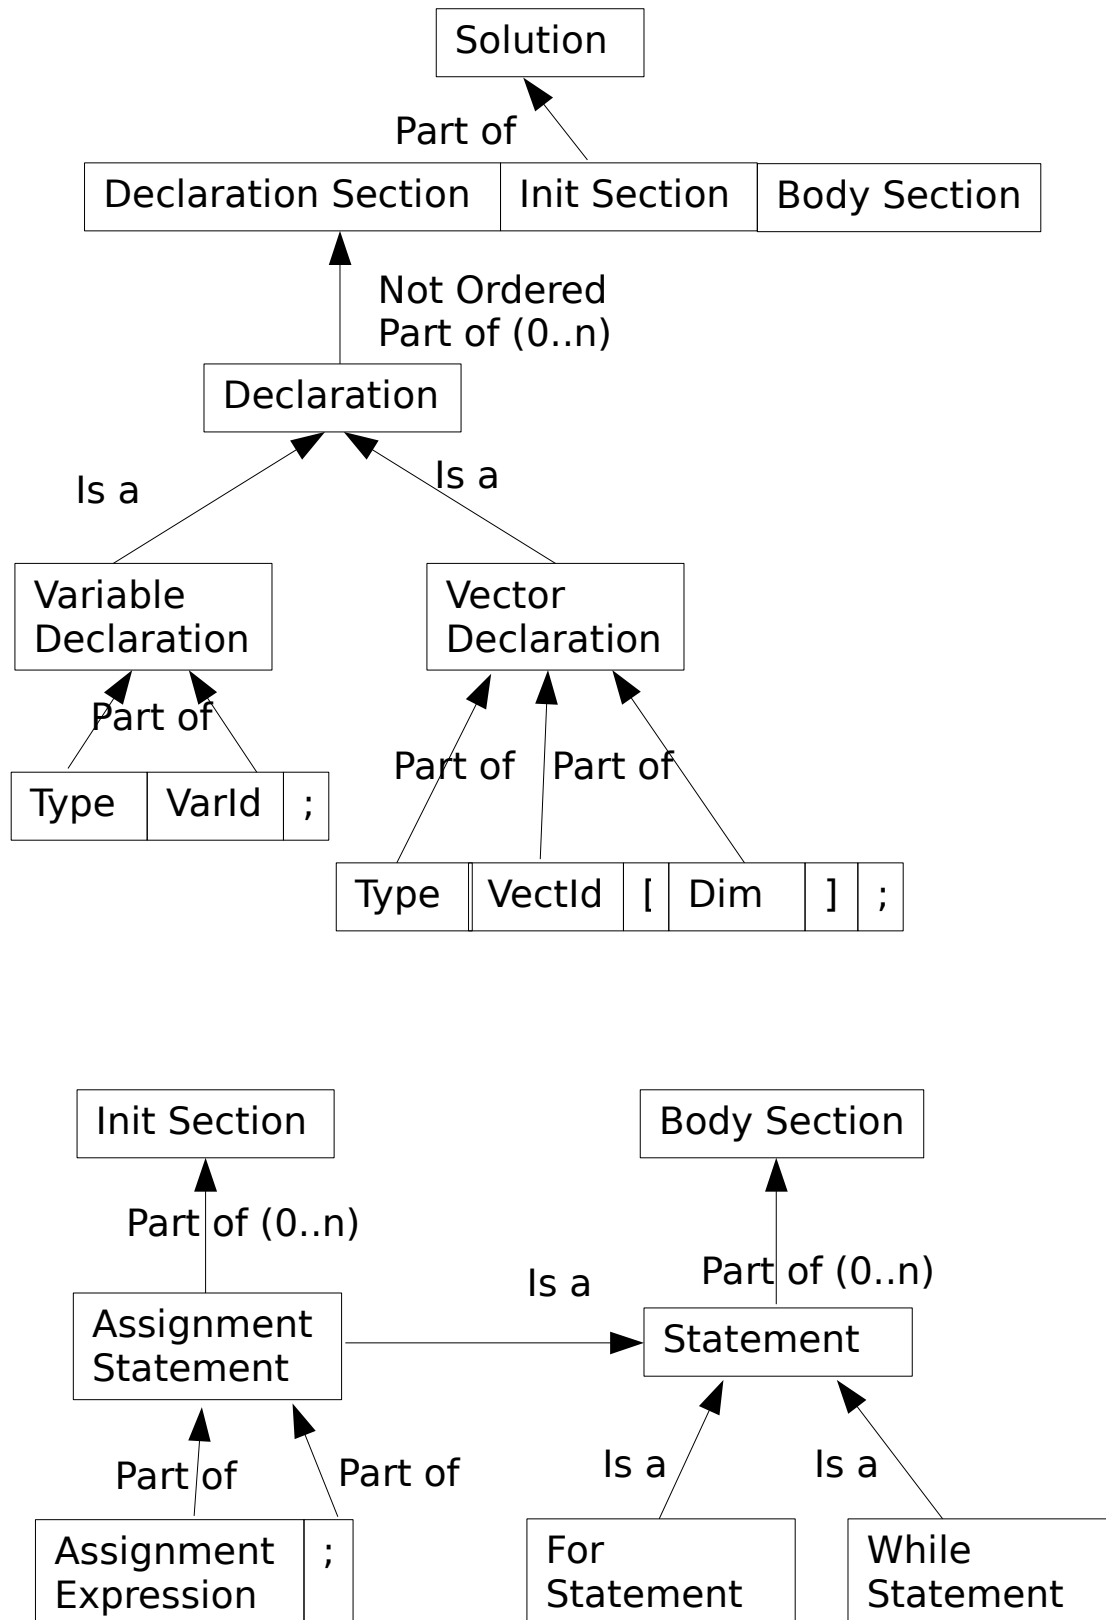 Solution
Part of
Declaration Section Init Section Body Section
Not Ordered
Part of (0..n)
Declaration
Is a
Is a
Variable
Declaration
Vector
Declaration
Part of
Part of
Part of
Type VarId ;
Type VectId [ Dim ] ;
Init Section
Body Section
Part of (0..n)
Part of (0..n)
Is a
Assignment
Statement
Statement
Part of
Part of
Is a
Is a
Assignment
Expression
;
For
Statement
While
Statement